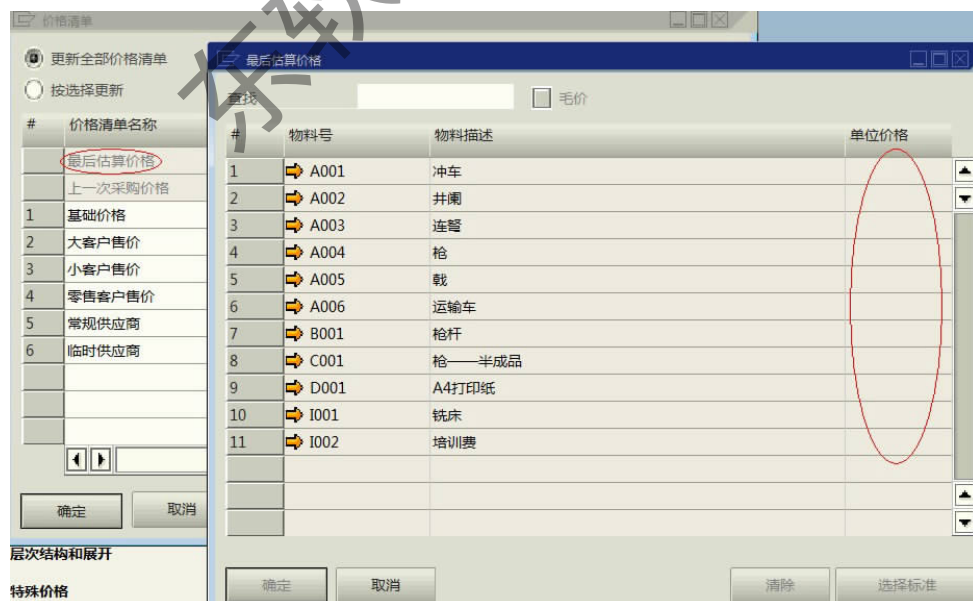 价格清单
更新全部价格清单
按选择更新
# 价格清单名称
最后估算价格
上一次采购价格
1 基础价格
2 大客户售价
3 小客户售价
4 零售客户售价
5 常规供应商
6 临时供应商
确定 取消
层次结构和展开
特殊价格
最后估算价格
查找 毛价
# 物料号 物料描述 单位价格
1 A001 冲车
2 A002 井阑
3 A003 连弩
4 A004 枪
5 A005 戟
6 A006 运输车
7 B001 枪杆
8 C001 枪——半成品
9 D001 A4打印纸
10 I001 铣床
11 I002 培训费
确定 取消 清除 选择标准
东软